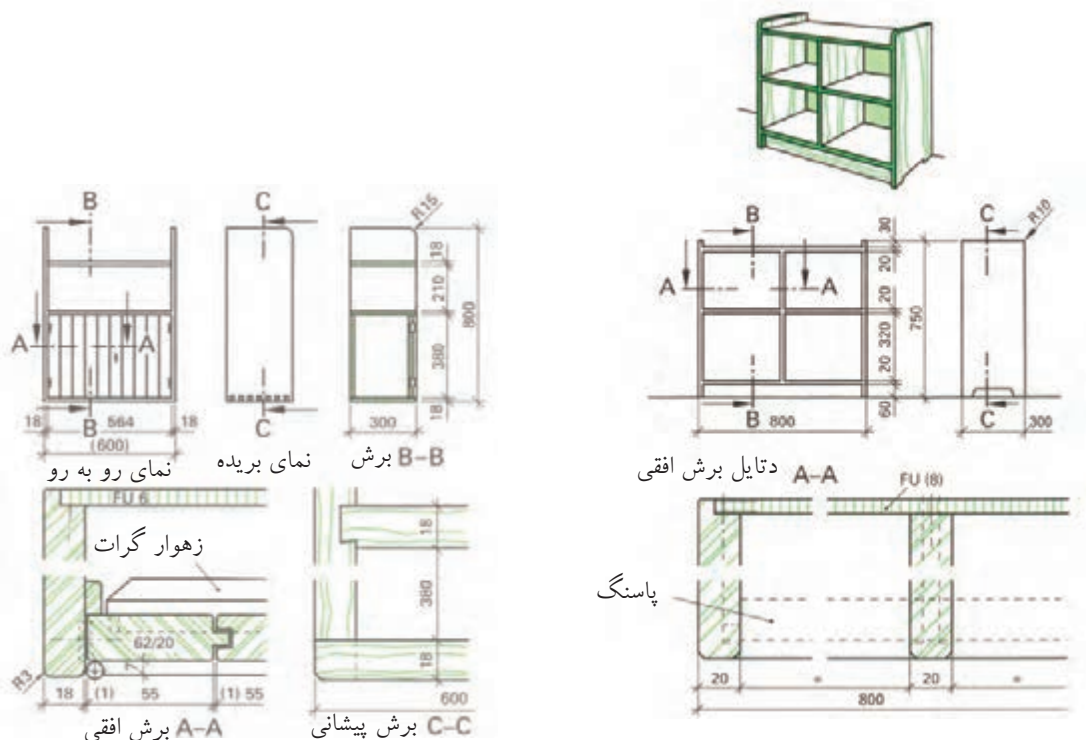 B
C
R15
18
210
380
18
800
A
A
B
C
18
564
18
(600)
300
نمای رو به رو
نمای بریده
برش B-B
FU 6
زهوار گرات
62/20
7
R3
18
(1)
55
(1) 55
برش افقی A-A
18
380
18
600
برش پیشانی C-C
B
C
R10
30
20
20
320
20
60
750
A
A
B
C
800
300
دتایل برش افقی A-A
FU (8)
پاسنگ
20
=
20
=
800